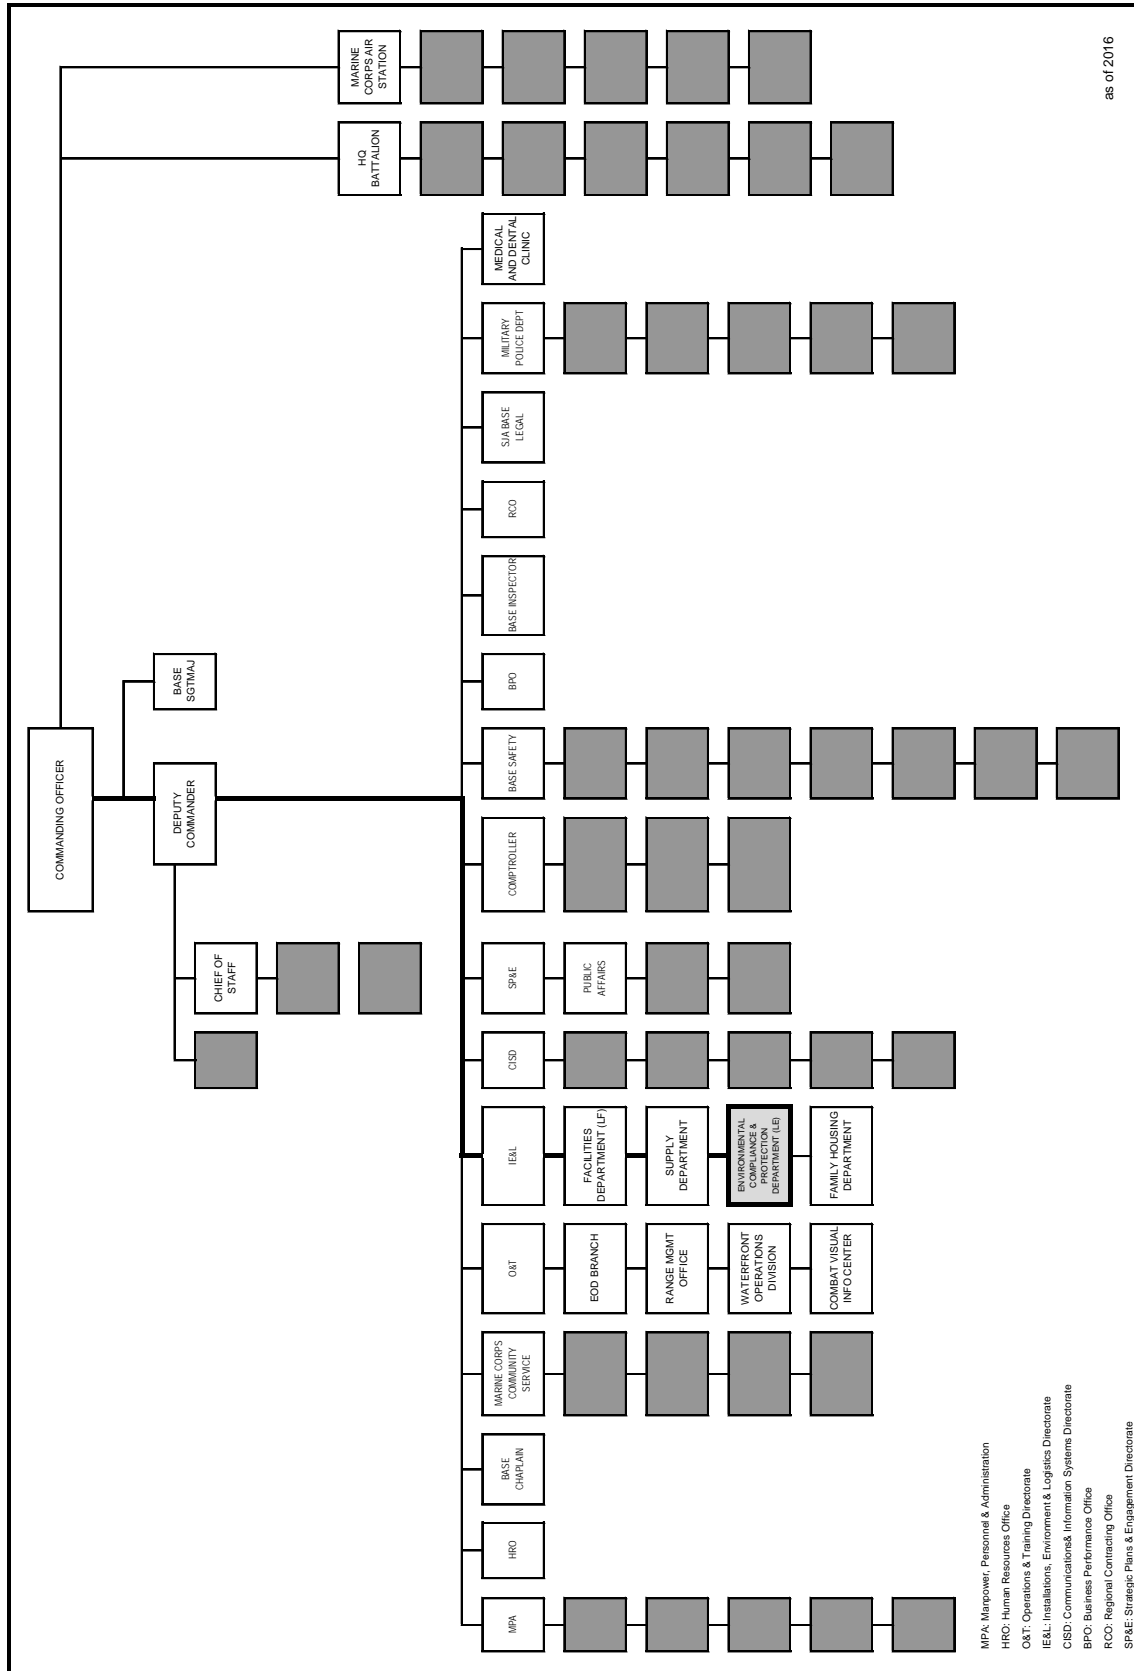 COMMANDING OFFICER
BASE
SGTMAJ
DEPUTY
COMMANDER
CHIEF OF
STAFF
MARINE
CORPS AIR
STATION
HQ
BATTALION
MPA
HRO
BASE
CHAPLAIN
MARINE CORPS
COMMUNITY
SERVICE
O&T
IE&L
CISD
SP&E
COMPTROLLER
BASE SAFETY
BPO
BASE INSPECTOR
RCO
SJA BASE
LEGAL
MILITARY
POLICE DEPT
MEDICAL
AND DENTAL
CLINIC
EOD BRANCH
FACILITIES
DEPARTMENT (LF)
PUBLIC
AFFAIRS
RANGE MGMT
OFFICE
SUPPLY
DEPARTMENT
WATERFRONT
OPERATIONS
DIVISION
ENVIRONMENTAL
COMPLIANCE &
PROTECTION
DEPARTMENT (LE)
COMBAT VISUAL
INFO CENTER
FAMILY HOUSING
DEPARTMENT
MPA: Manpower, Personnel & Administration
HRO: Human Resources Office
O&T: Operations & Training Directorate
IE&L: Installations, Environment & Logistics Directorate
CISD: Communications& Information Systems Directorate
BPO: Business Performance Office
RCO: Regional Contracting Office
SP&E: Strategic Plans & Engagement Directorate
as of 2016